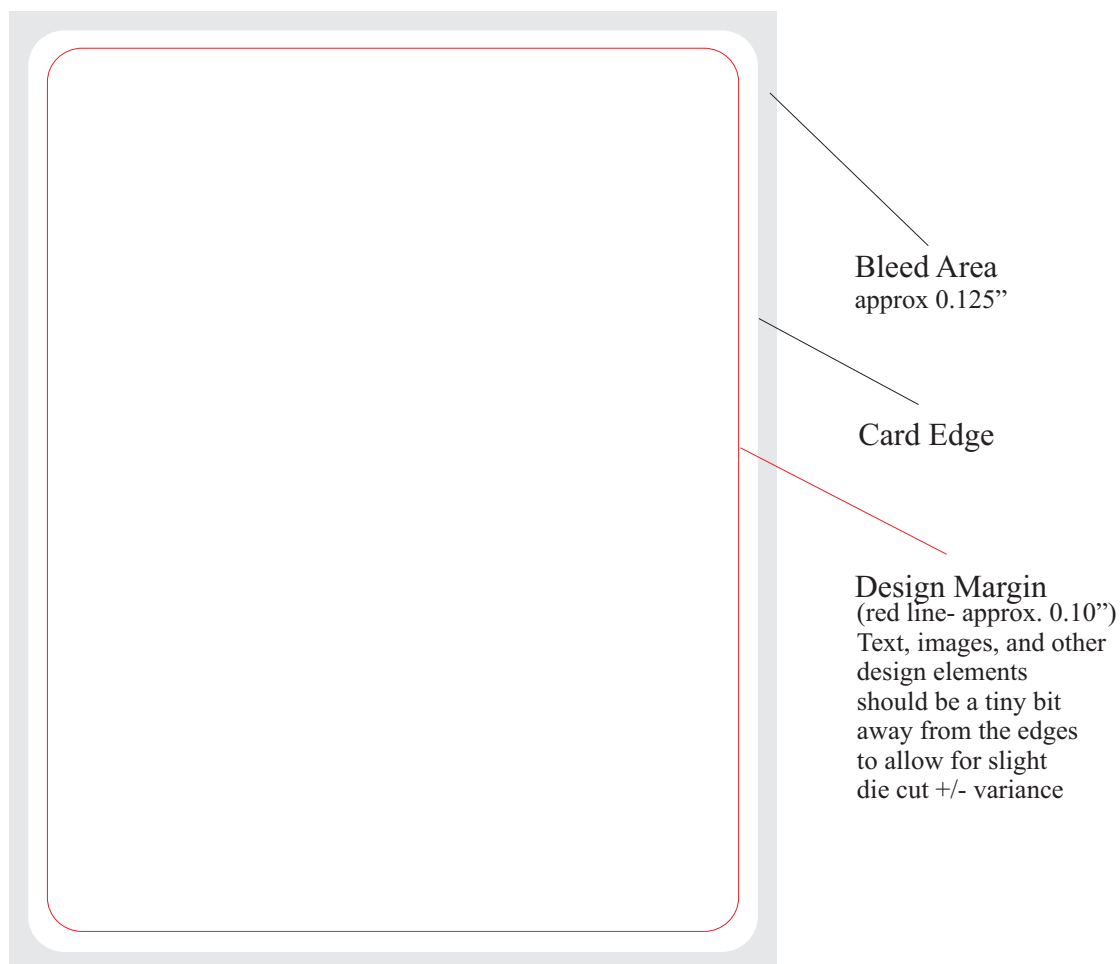 Bleed Area
approx 0.125”
Card Edge
Design Margin
(red line- approx. 0.10”)
Text, images, and other
design elements
should be a tiny bit
away from the edges
to allow for slight
die cut +/- variance